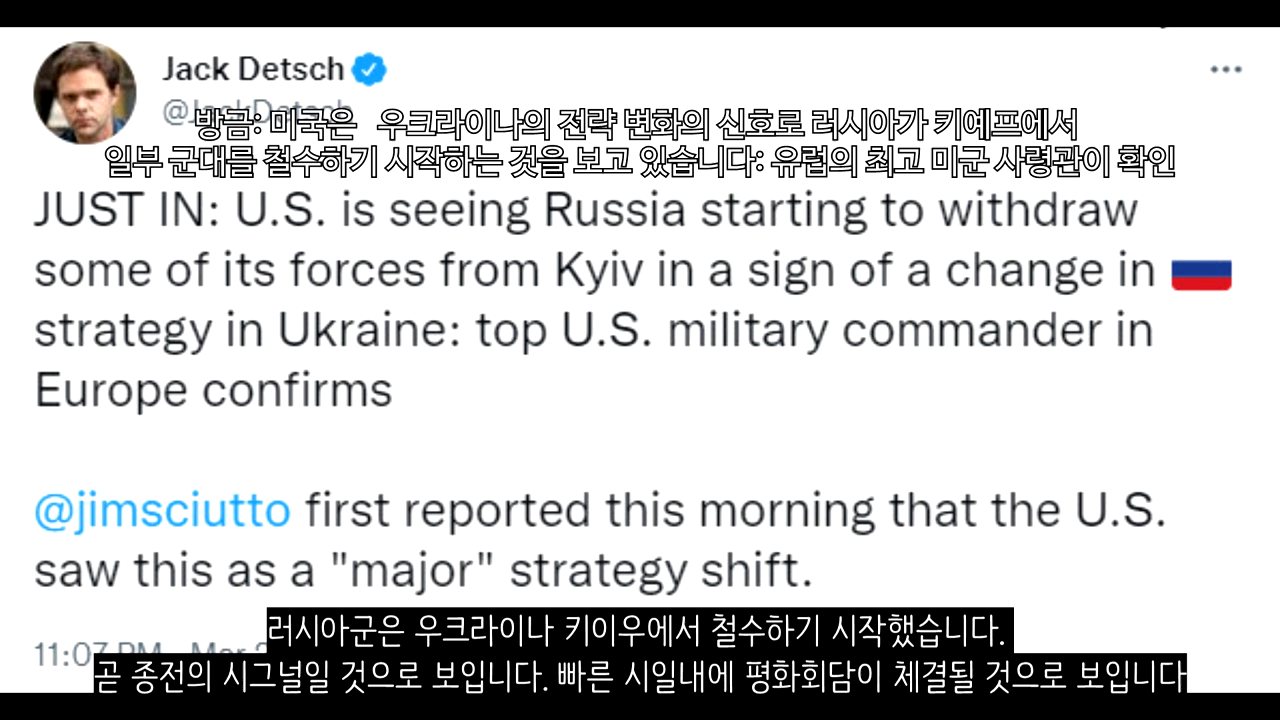 Jack Detsch
@JackDetsch
방금: 미국은 우크라이나의 전략 변화의 신호로 러시아가 키예프에서
일부 군대를 철수하기 시작하는 것을 보고 있습니다: 유럽의 최고 미군 사령관이 확인
JUST IN: U.S. is seeing Russia starting to withdraw
some of its forces from Kyiv in a sign of a change in 🇷🇺
strategy in Ukraine: top U.S. military commander in
Europe confirms
@jimsciutto first reported this morning that the U.S.
saw this as a "major" strategy shift.
러시아군은 우크라이나 키이우에서 철수하기 시작했습니다.
11:07 PM
곧 종전의 시그널일 것으로 보입니다. 빠른 시일내에 평화회담이 체결될 것으로 보입니다